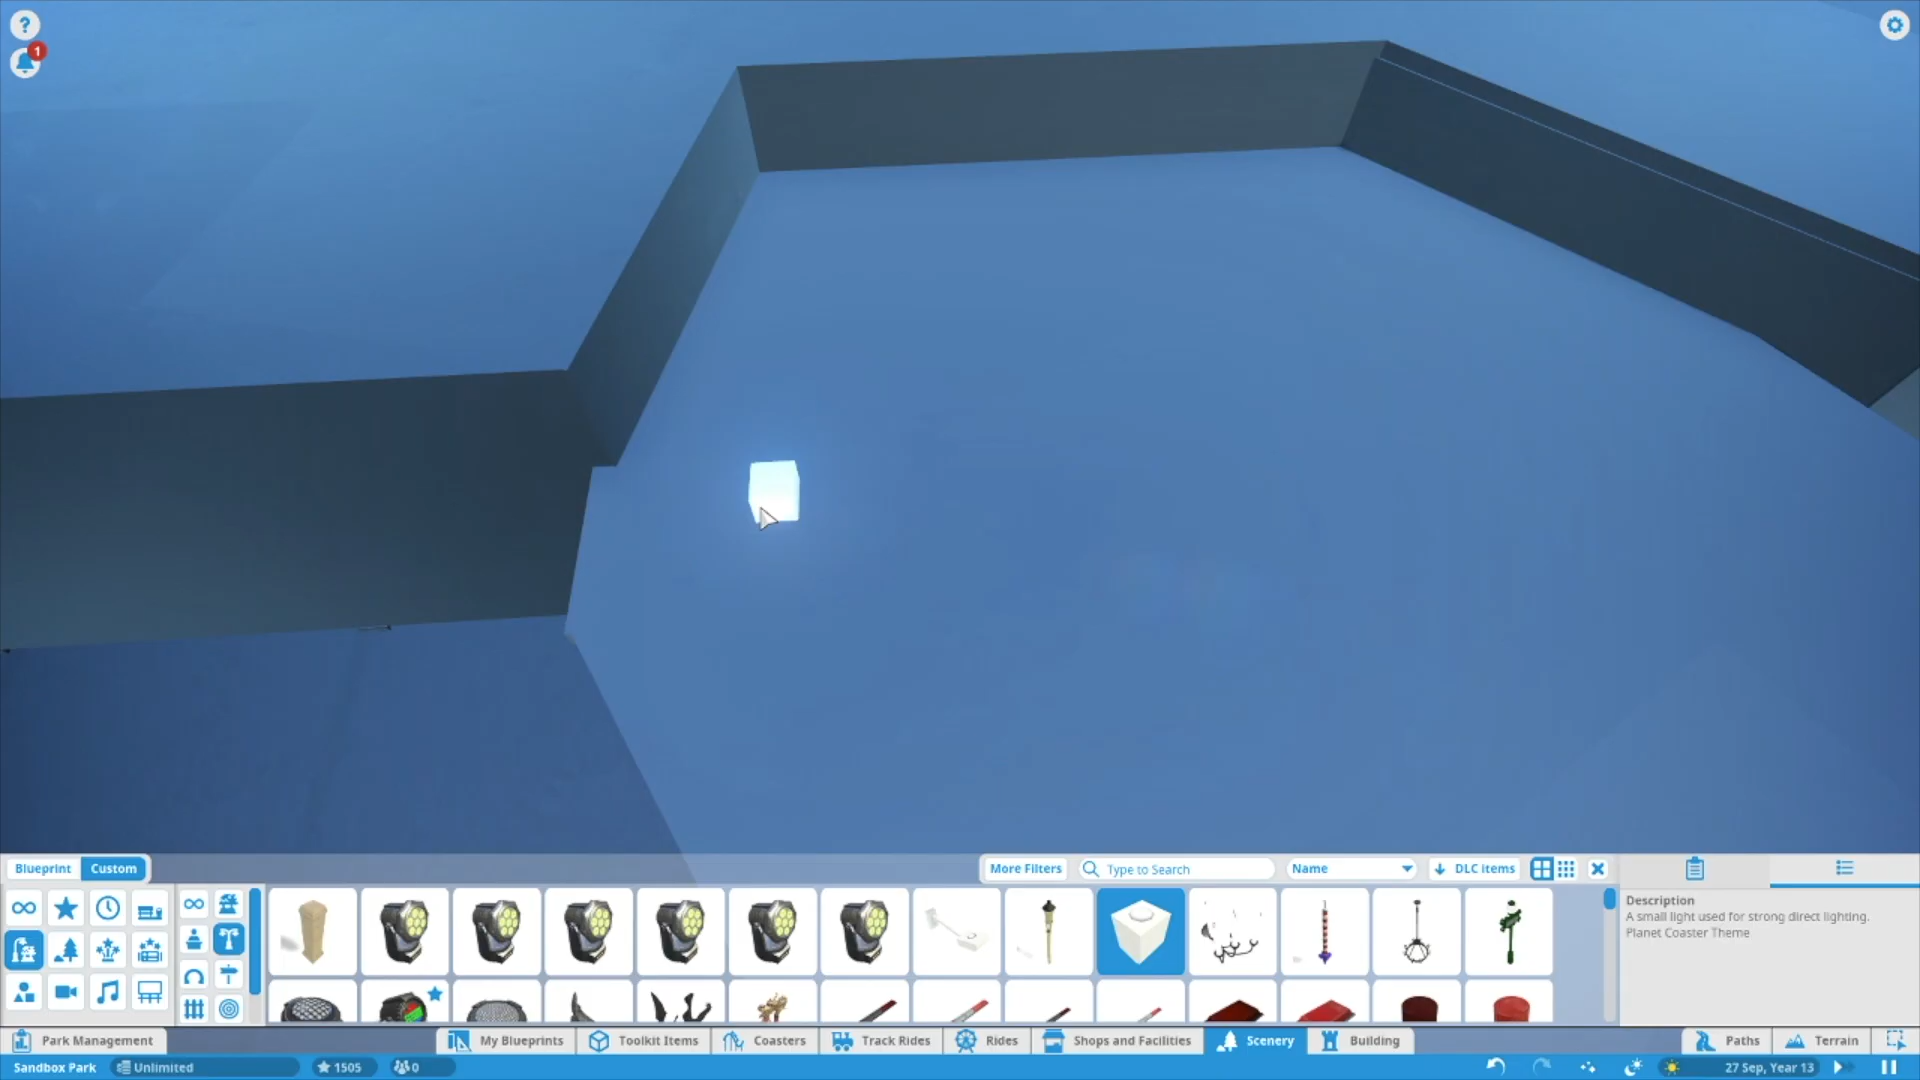 ?
1
Blueprint
Custom
More Filters
Type to Search
Name
DLC items
Description
A small light used for strong direct lighting.
Planet Coaster Theme
Park Management
My Blueprints
Toolkit Items
Coasters
Track Rides
Rides
Shops and Facilities
Scenery
Building
Paths
Terrain
Sandbox Park
Unlimited
1505
0
27 Sep, Year 13